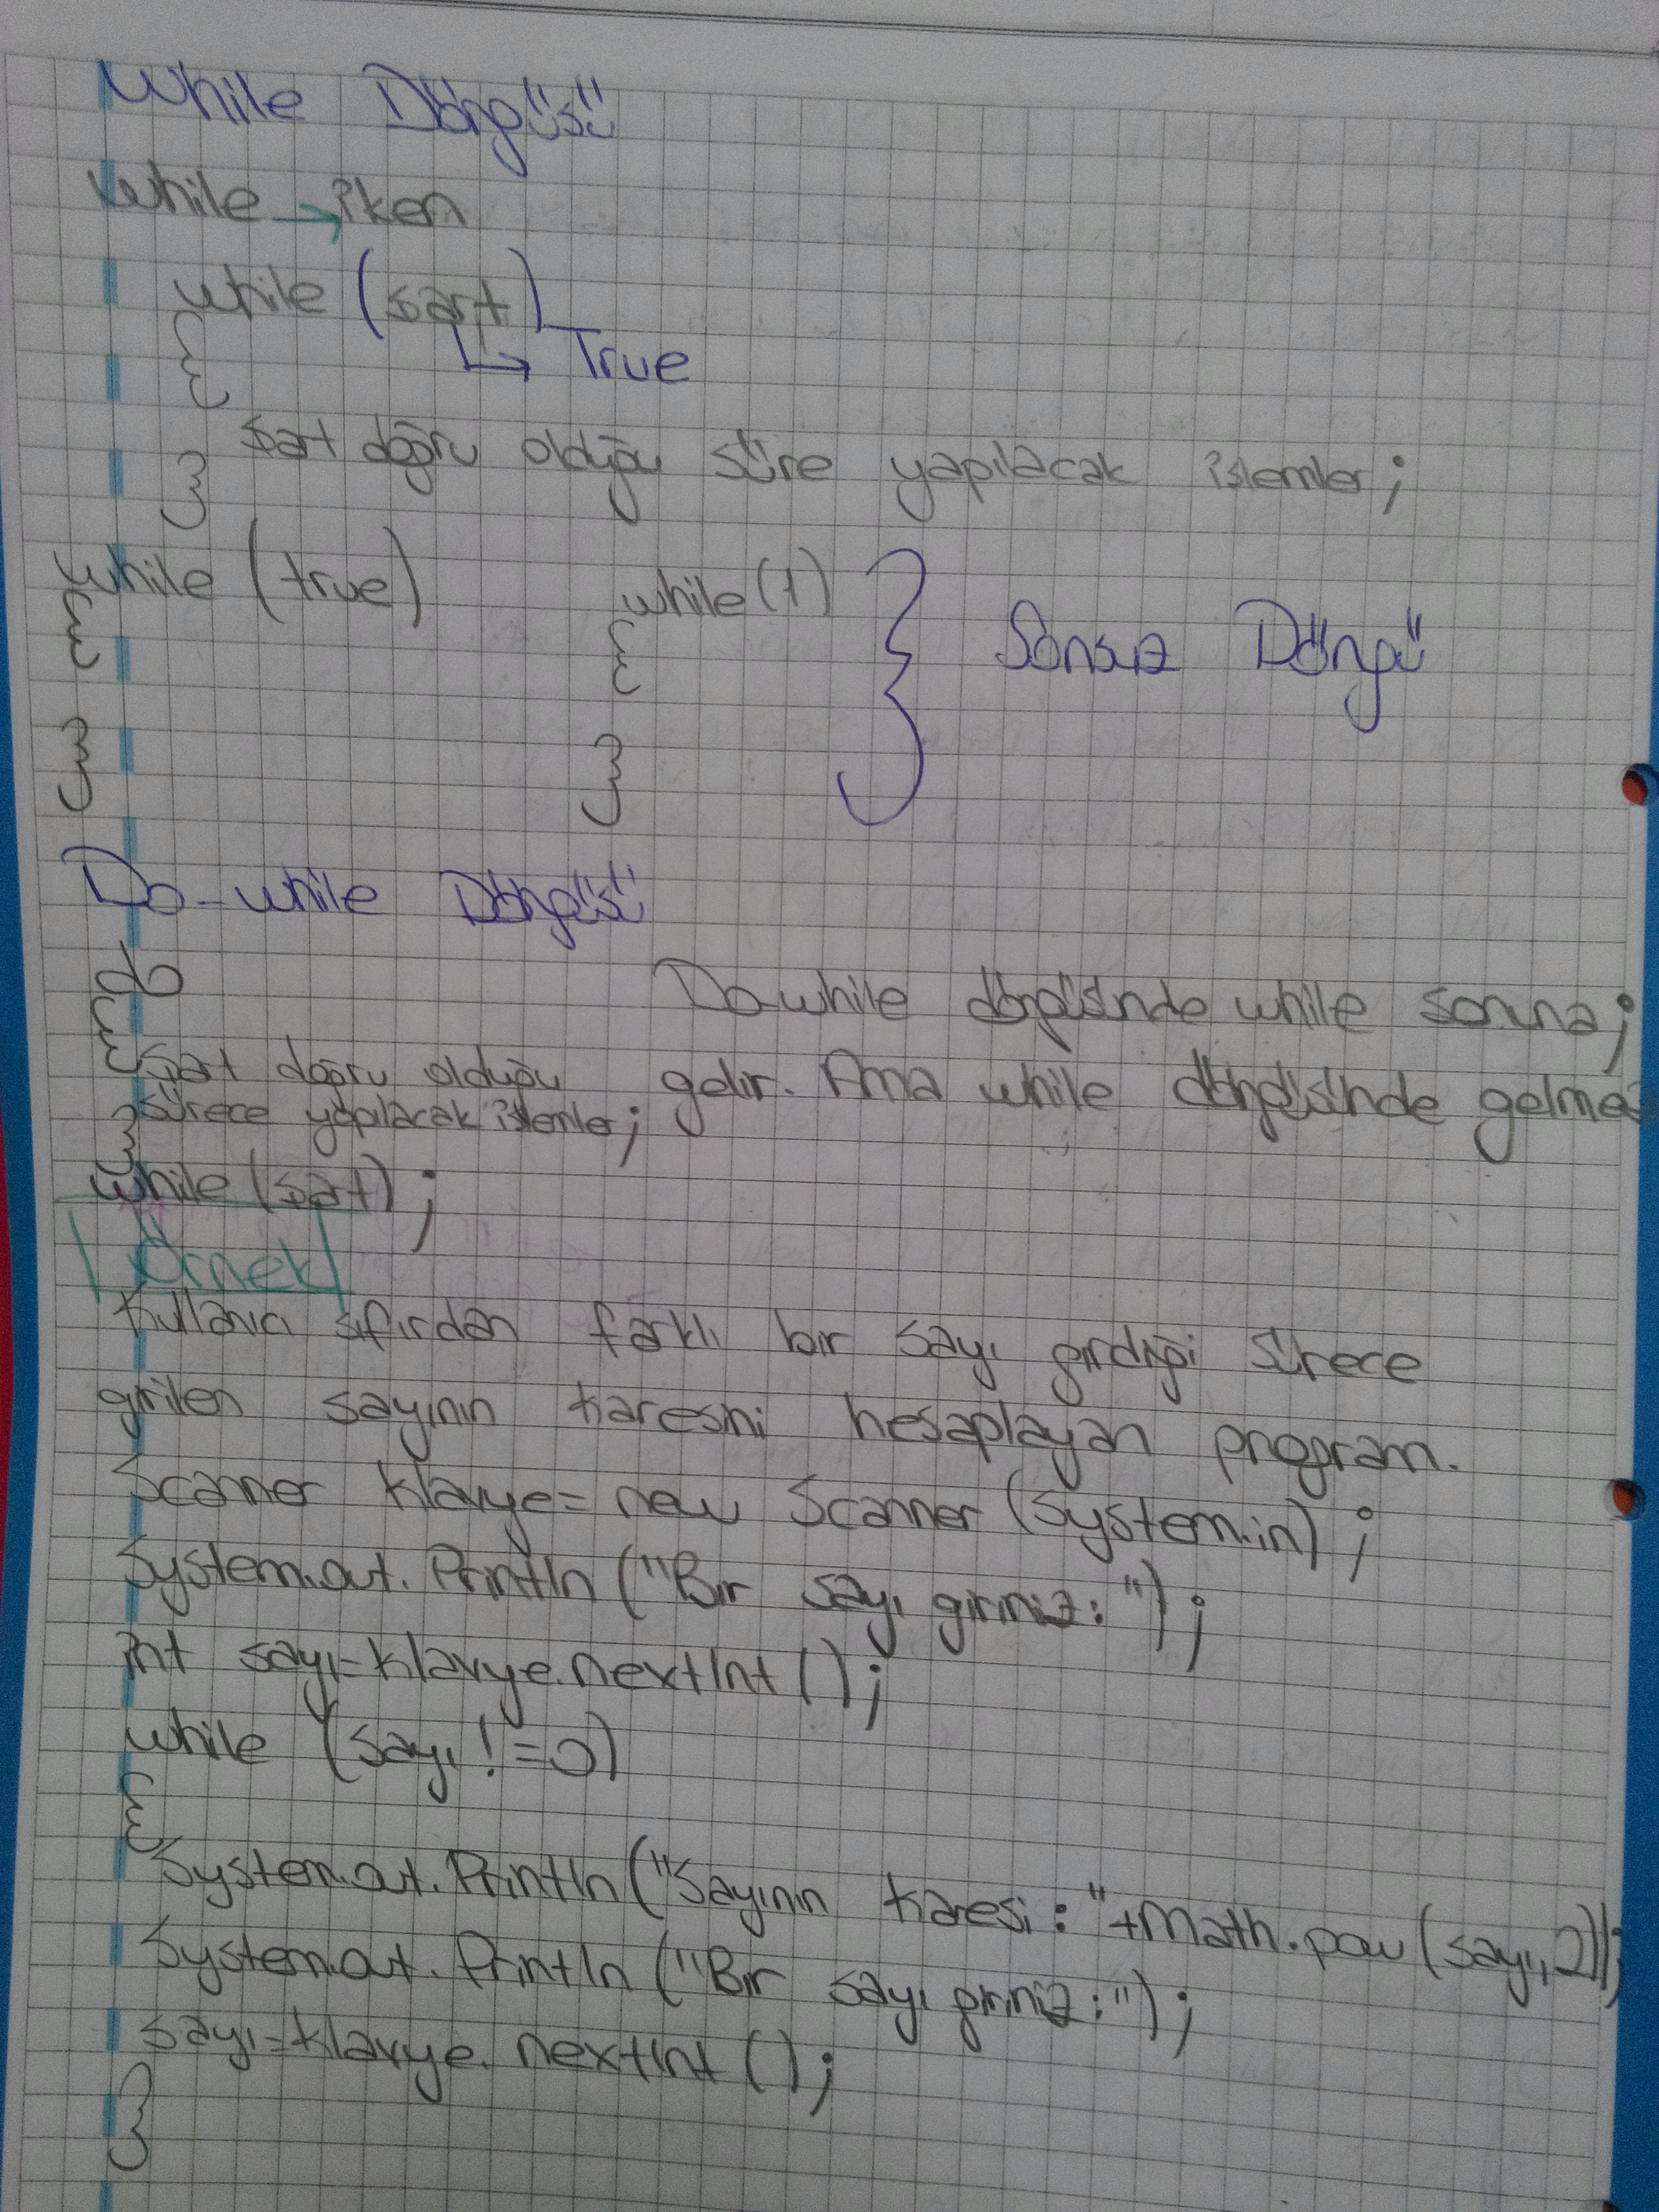 While Döngüsü
while → iken
while (şart)
↳ True
{
şart doğru olduğu süre yapılacak işlemler;
}
while (true)
{
}
while(1)
{
}
} Sonsuz Döngü
Do-while Döngüsü
do
{
şart doğru olduğu
sürece yapılacak işlemler;
}
while (şart);
Do-while döngüsünde while sonuna ;
gelir. Ama while döngüsünde gelmez
Örnek
Kullanıcı sıfırdan farklı bir sayı girdiği sürece
girilen sayının karesini hesaplayan program.
Scanner klavye= new Scanner (System.in);
System.out.Println ("Bir sayı giriniz:");
int sayı=klavye.nextInt ();
while (sayı != 0)
{
System.out.Println ("Sayının karesi: "+Math.pow (sayı,2));
System.out.Println ("Bir sayı giriniz:");
sayı=klavye.nextInt ();
}